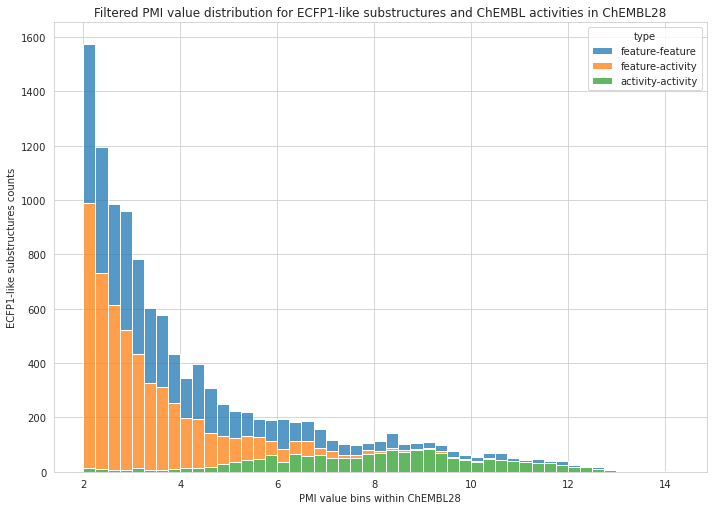 Filtered PMI value distribution for ECFP1-like substructures and ChEMBL activities in ChEMBL28
type
feature-feature
feature-activity
activity-activity
ECFP1-like substructures counts
1600
1400
1200
1000
800
600
400
200
0
2 4 6 8 10 12 14
PMI value bins within ChEMBL28